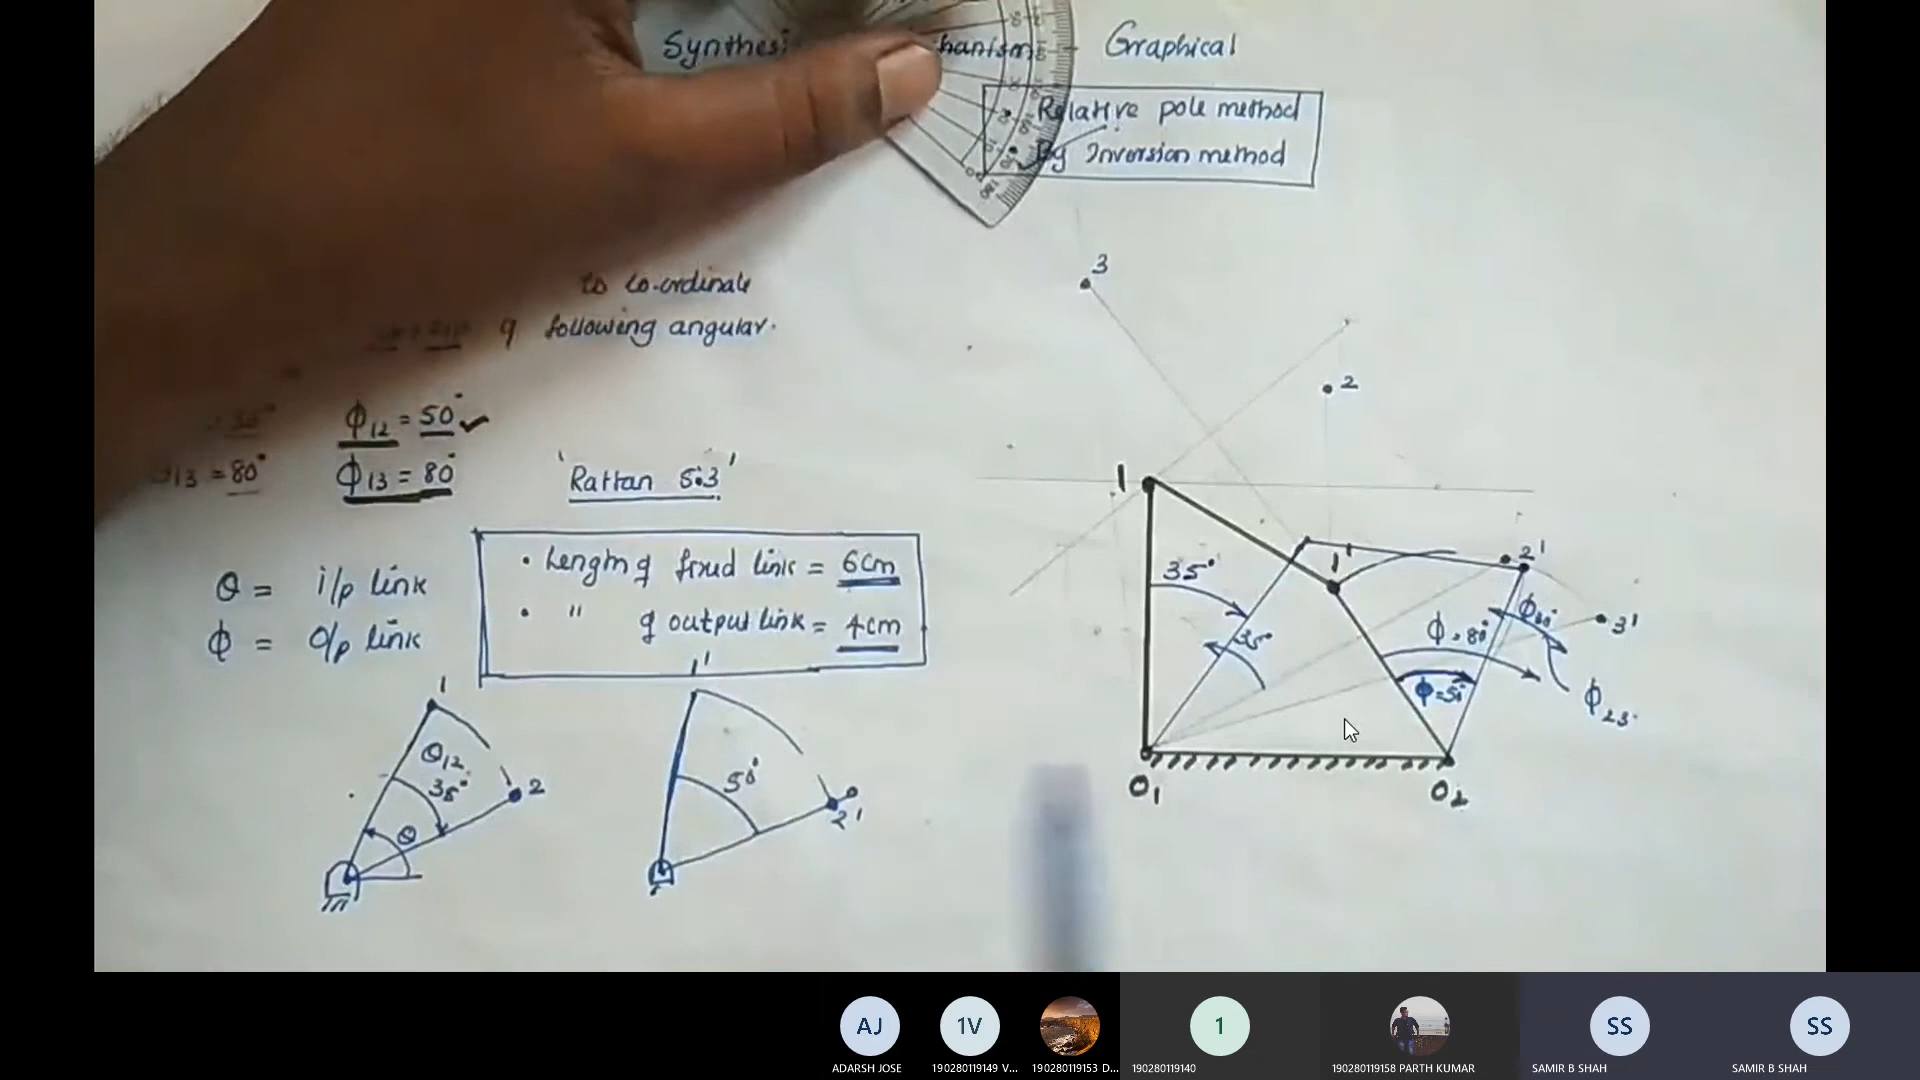 Synthesi hanism Graphical
Relative pole method
By Inversion method
to co-ordinate
of following angular.
ϕ12 = 50° ✓
13 = 80° ϕ13 = 80°
'Rattan 5.3'
θ = i/p link
ϕ = o/p link
• Length of fixed link = 6cm
• " of output link = 4cm
1
θ12
35°
θ
2
1'
50°
2'
3
2
1
1'
2'
3'
35°
35°
ϕ = 80°
ϕ = 50°
ϕ30°
ϕ23.
O1
O2
AJ
1V
1
SS
SS
ADARSH JOSE
190280119149 V...
190280119153 D...
190280119140
190280119158 PARTH KUMAR
SAMIR B SHAH
SAMIR B SHAH